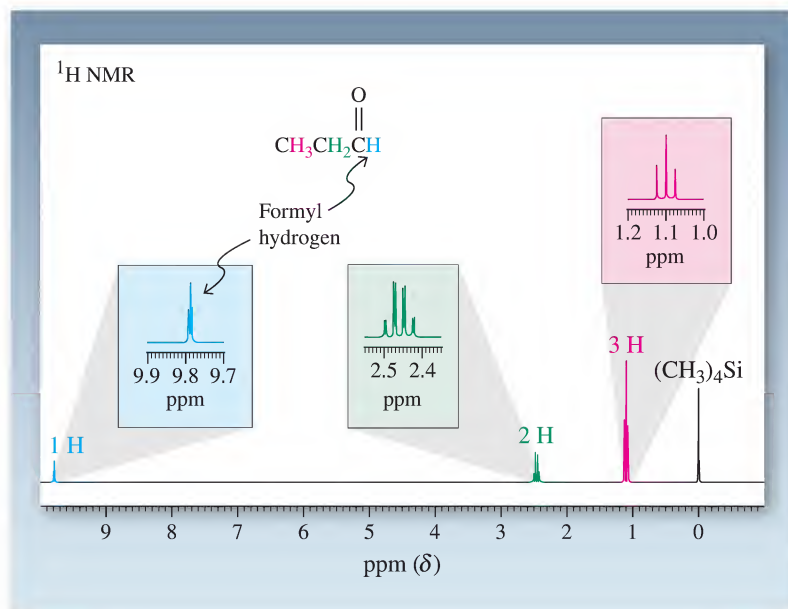 ¹H NMR
O
CH₃CH₂CH
Formyl
hydrogen
1.2 1.1 1.0
ppm
9.9 9.8 9.7
ppm
2.5 2.4
ppm
1 H
2 H
3 H
(CH₃)₄Si
9 8 7 6 5 4 3 2 1 0
ppm (δ)